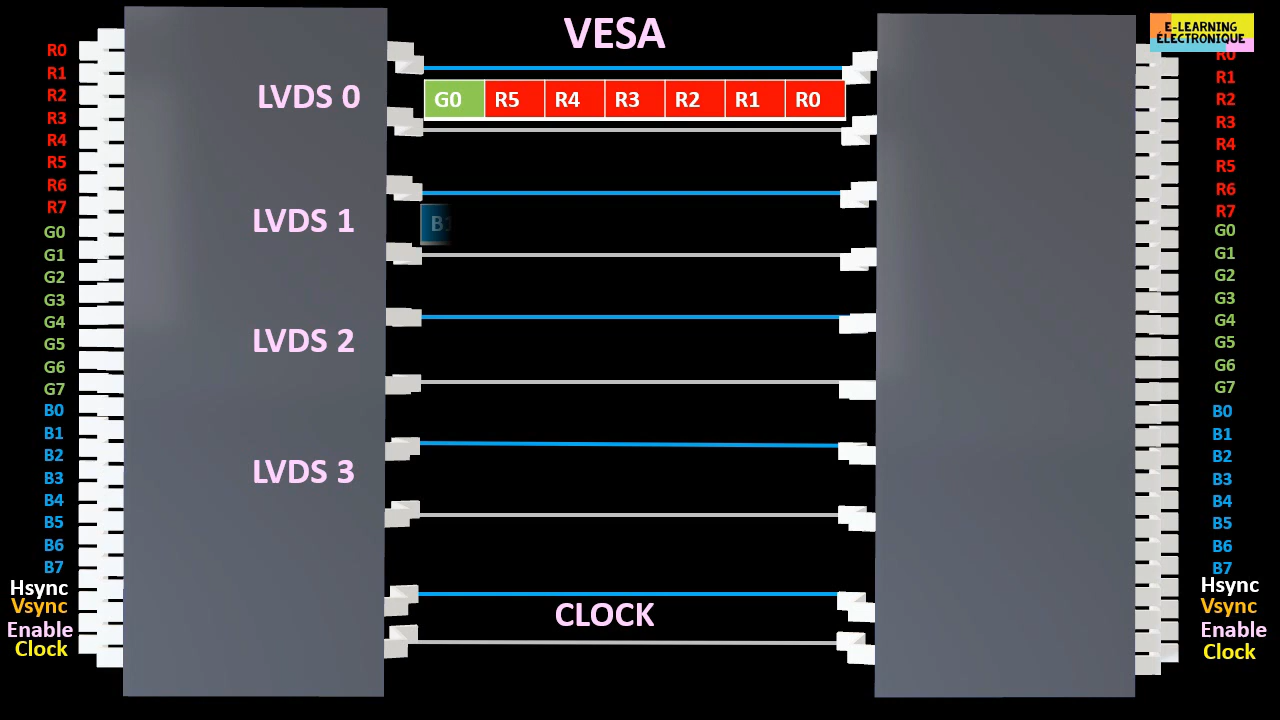 VESA
E-LEARNING
ÉLECTRONIQUE
R0
R1
R2
R3
R4
R5
R6
R7
G0
G1
G2
G3
G4
G5
G6
G7
B0
B1
B2
B3
B4
B5
B6
B7
Hsync
Vsync
Enable
Clock
LVDS 0
G0 R5 R4 R3 R2 R1 R0
LVDS 1
B1
LVDS 2
LVDS 3
CLOCK
R0
R1
R2
R3
R4
R5
R6
R7
G0
G1
G2
G3
G4
G5
G6
G7
B0
B1
B2
B3
B4
B5
B6
B7
Hsync
Vsync
Enable
Clock